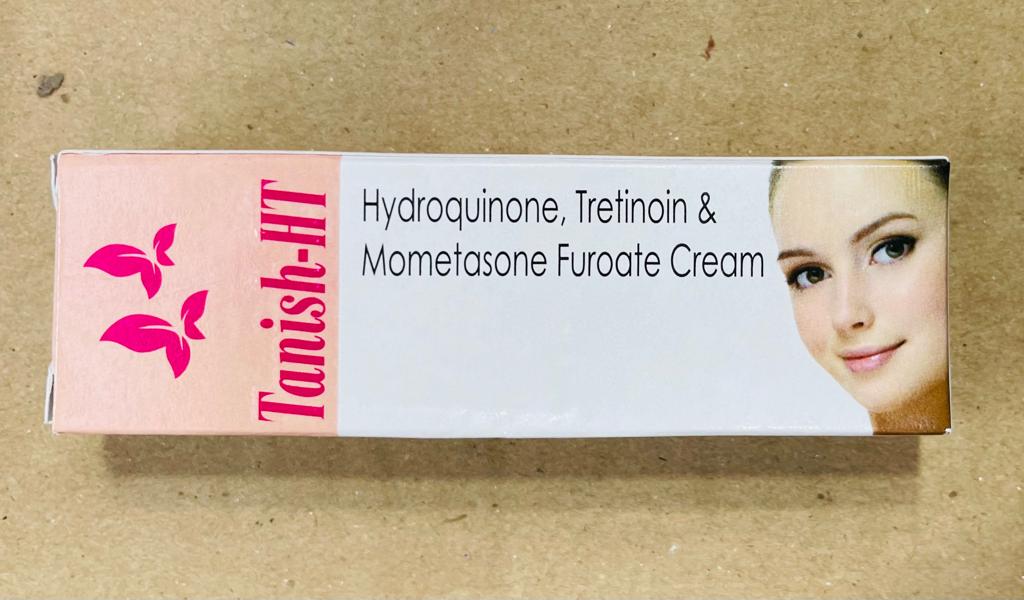 Tanish-HT
Hydroquinone, Tretinoin &
Mometasone Furoate Cream